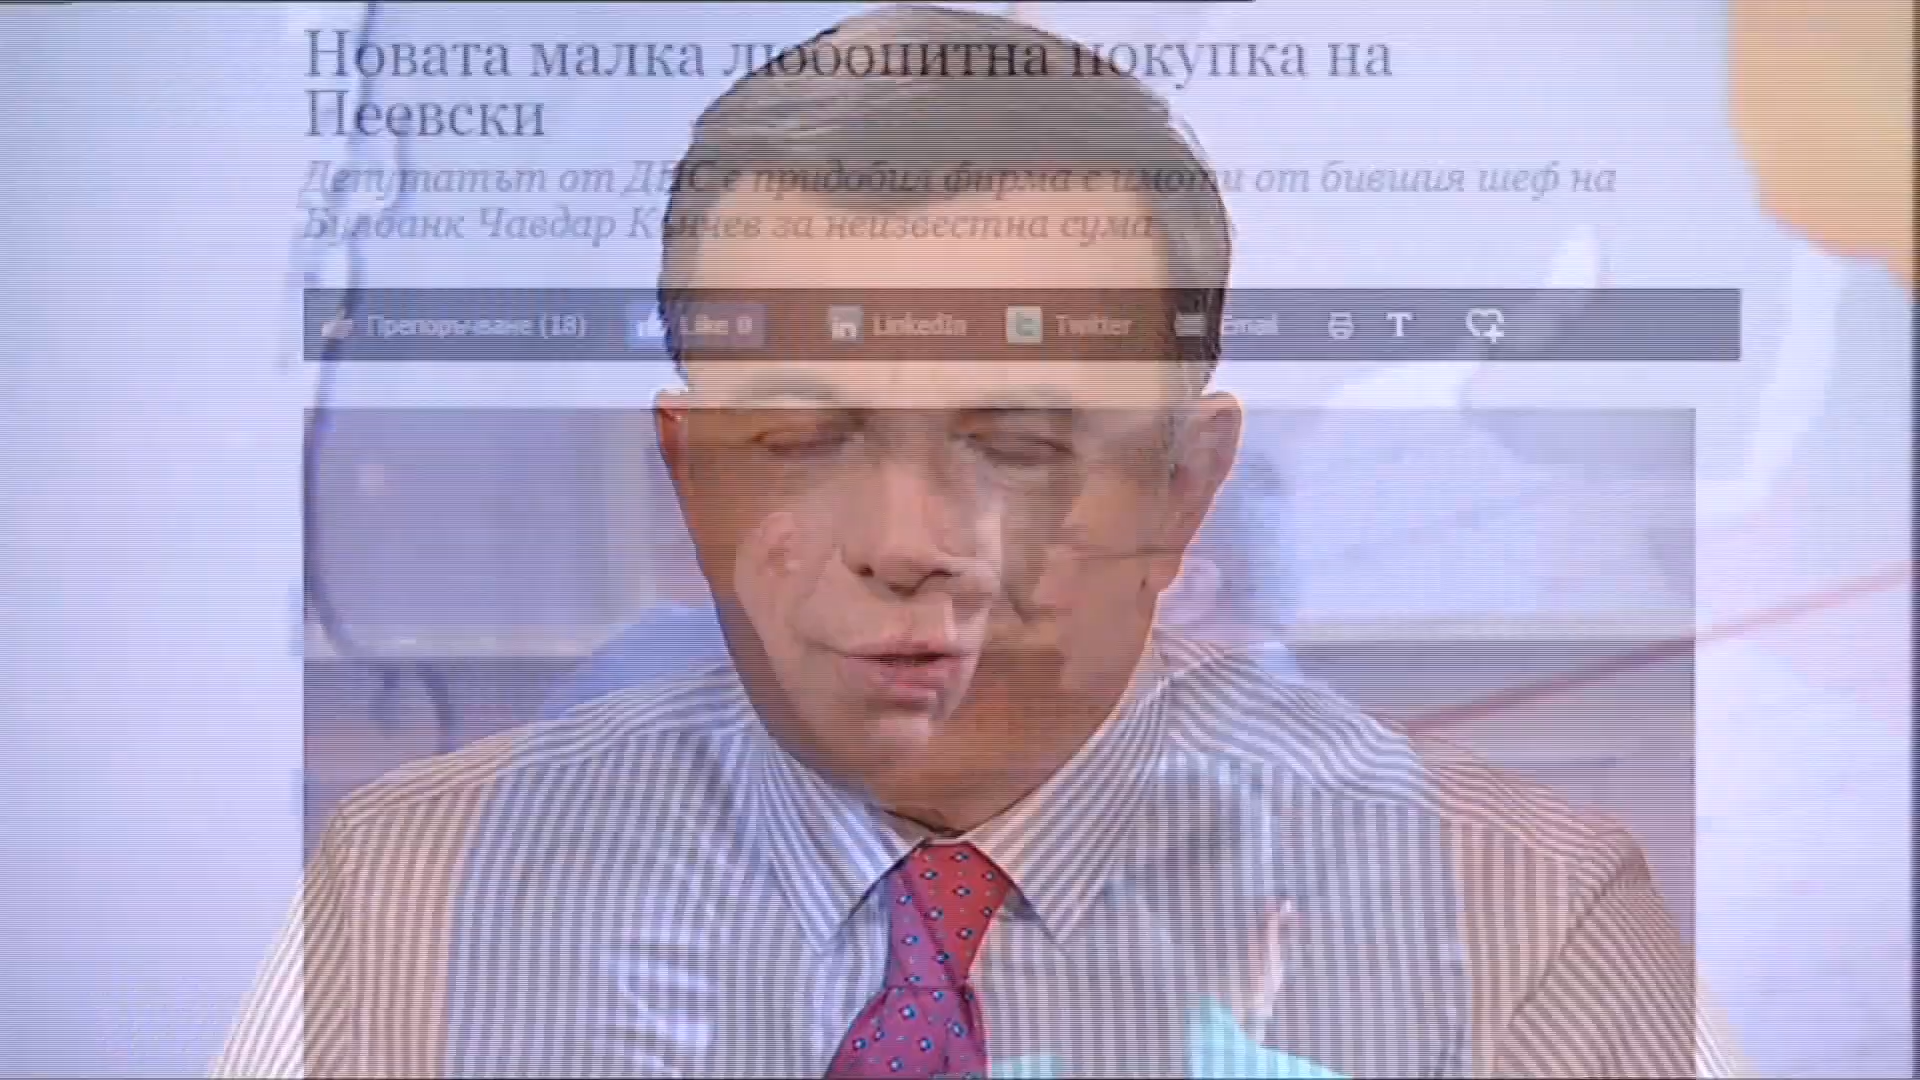 Новата малка любопитна покупка на
Пеевски
Депутатът от ДПС е придобил фирма с имоти от бившия шеф на
Булбанк Чавдар Кънчев за неизвестна сума
Препоръчване (18) Like 0 LinkedIn Twitter Email T